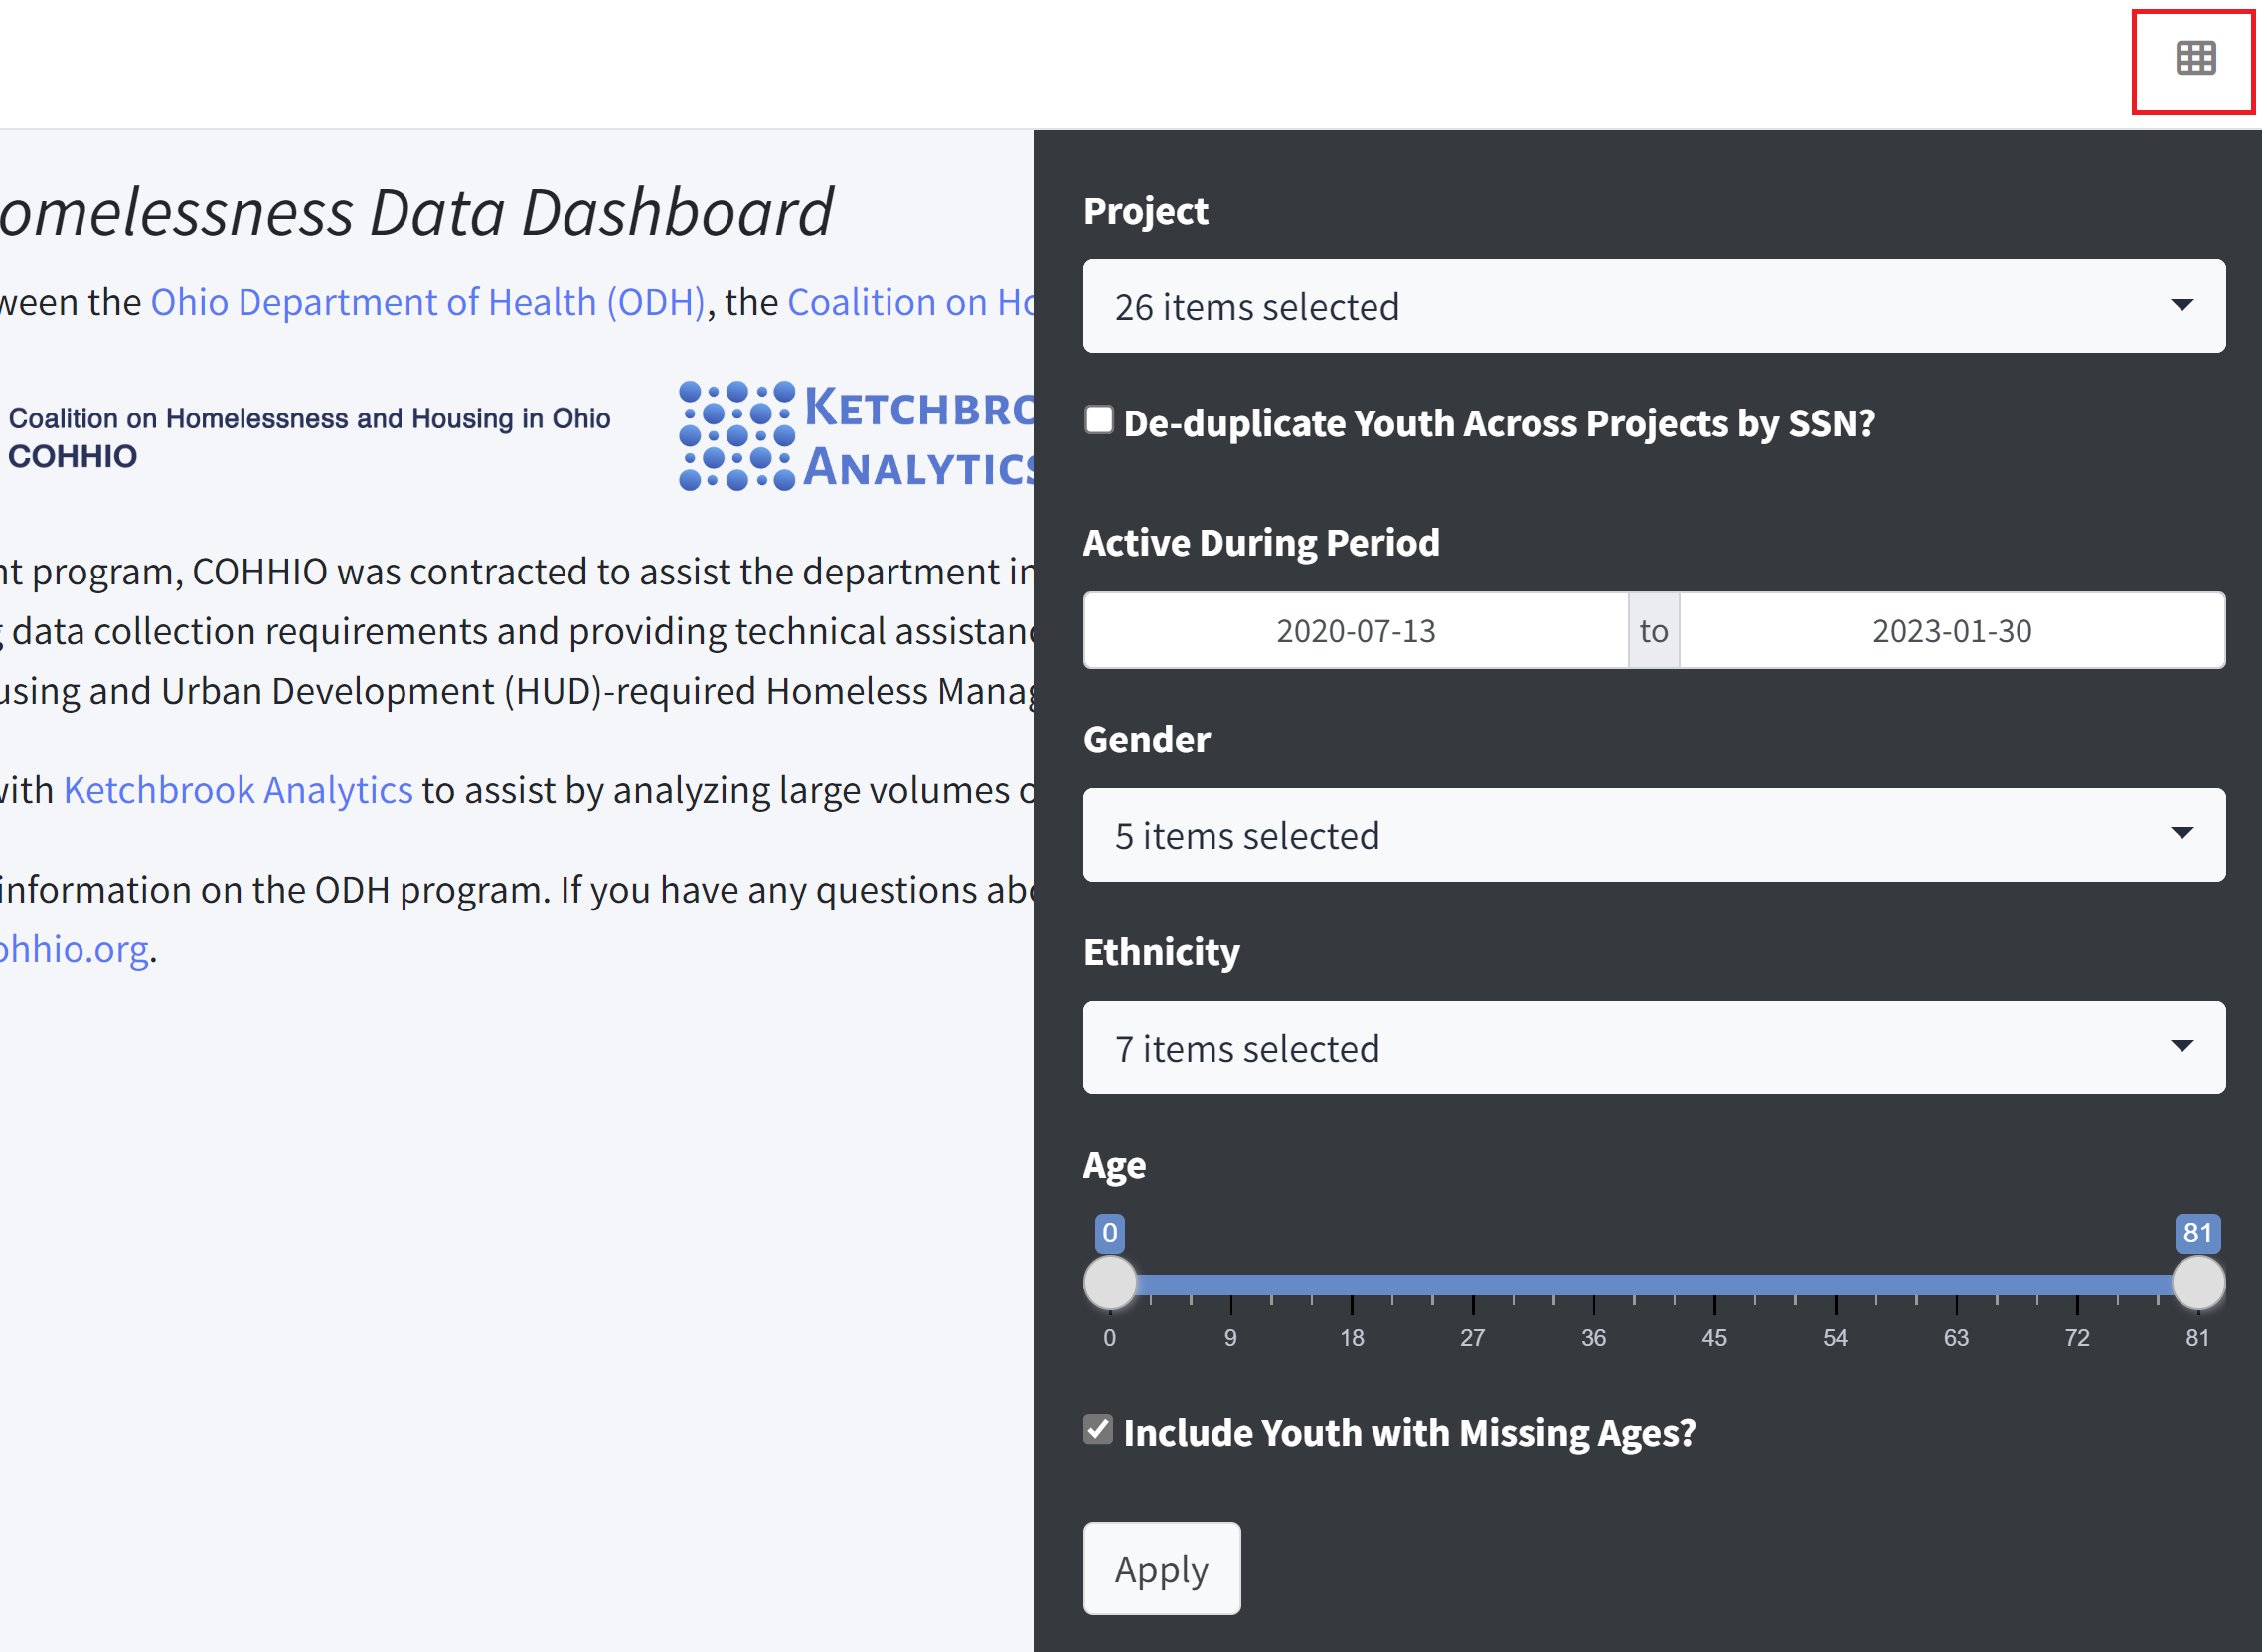 omelessness Data Dashboard
ween the Ohio Department of Health (ODH), the Coalition on Ho
Coalition on Homelessness and Housing in Ohio
COHHIO
KETCHBRO
ANALYTICS
nt program, COHHIO was contracted to assist the department in
g data collection requirements and providing technical assistanc
using and Urban Development (HUD)-required Homeless Manag
with Ketchbrook Analytics to assist by analyzing large volumes o
information on the ODH program. If you have any questions abo
ohhio.org.
Project
26 items selected
De-duplicate Youth Across Projects by SSN?
Active During Period
2020-07-13 to 2023-01-30
Gender
5 items selected
Ethnicity
7 items selected
Age
0 81
0 9 18 27 36 45 54 63 72 81
Include Youth with Missing Ages?
Apply